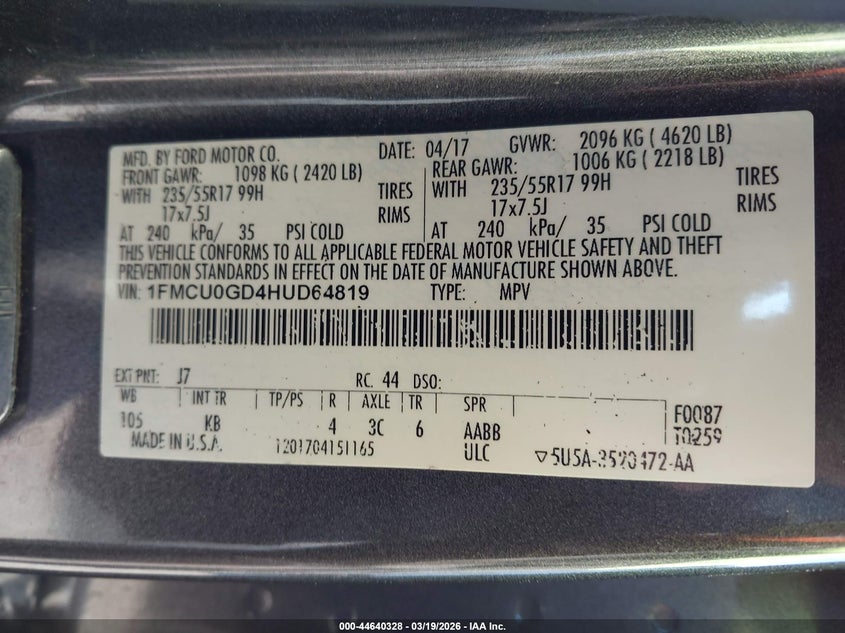 MFD. BY FORD MOTOR CO. DATE: 04/17 GVWR: 2096 KG ( 4620 LB)
FRONT GAWR: 1098 KG ( 2420 LB) REAR GAWR: 1006 KG ( 2218 LB)
WITH 235/55R17 99H TIRES WITH 235/55R17 99H TIRES
17x7.5J RIMS 17x7.5J RIMS
AT 240 kPa/ 35 PSI COLD AT 240 kPa/ 35 PSI COLD
THIS VEHICLE CONFORMS TO ALL APPLICABLE FEDERAL MOTOR VEHICLE SAFETY AND THEFT
PREVENTION STANDARDS IN EFFECT ON THE DATE OF MANUFACTURE SHOWN ABOVE.
VIN: 1FMCU0GD4HUD64819 TYPE: MPV
EXT PNT: J7 RC: 44 DSO:
WB INT TR TP/PS R AXLE TR SPR F0087
105 KB 4 3C 6 AABB T0259
MADE IN U.S.A. 1201704151165 ULC 5U5A-3520472-AA
000-44640328 - 03/19/2026 - IAA Inc.